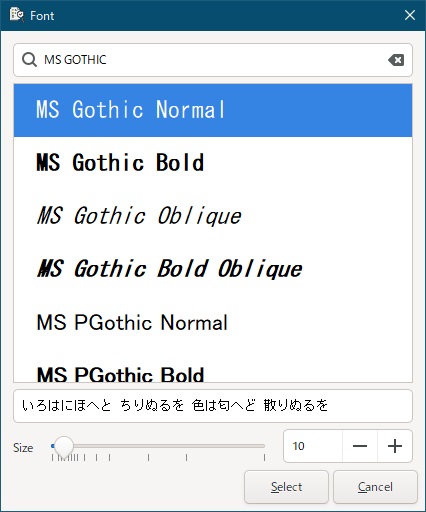 Font
MS GOTHIC
MS Gothic Normal
MS Gothic Bold
MS Gothic Oblique
MS Gothic Bold Oblique
MS PGothic Normal
MS PGothic Bold
いろはにほへと ちりぬるを 色は匂へど 散りぬるを
Size
10
Select
Cancel